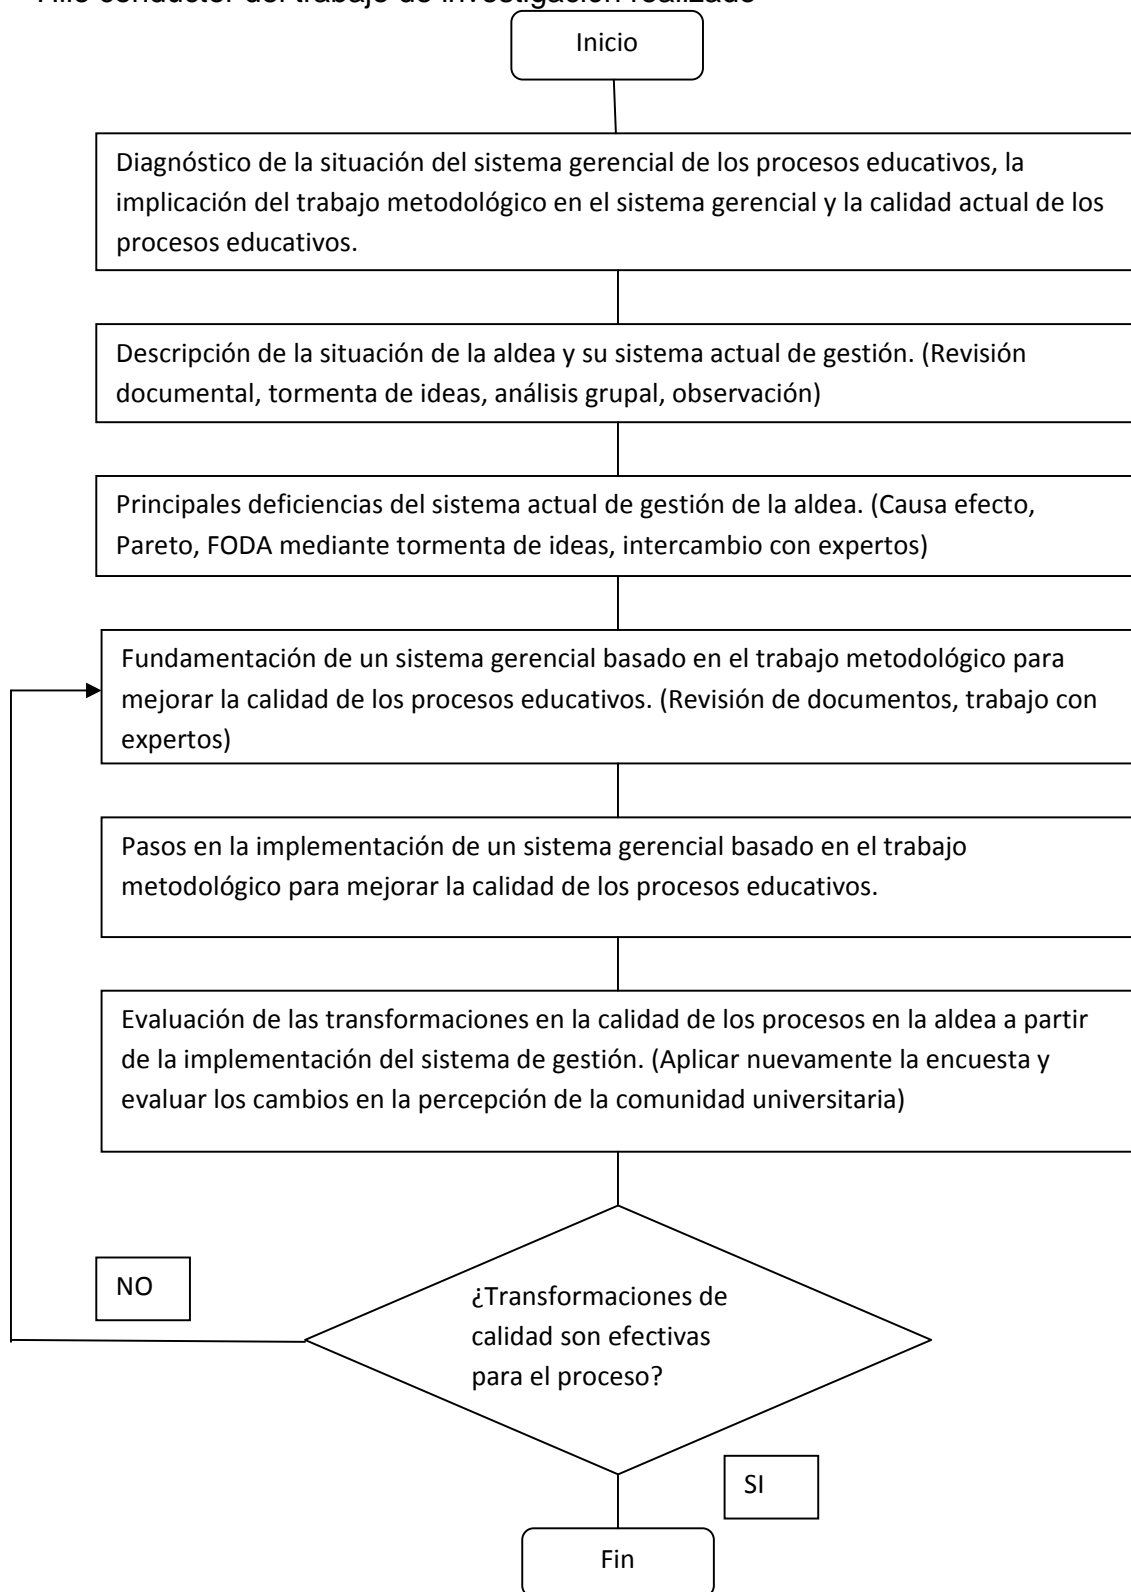 Hilo conductor del trabajo de investigación realizado
Inicio
Diagnóstico de la situación del sistema gerencial de los procesos educativos, la
implicación del trabajo metodológico en el sistema gerencial y la calidad actual de los
procesos educativos.
Descripción de la situación de la aldea y su sistema actual de gestión. (Revisión
documental, tormenta de ideas, análisis grupal, observación)
Principales deficiencias del sistema actual de gestión de la aldea. (Causa efecto,
Pareto, FODA mediante tormenta de ideas, intercambio con expertos)
Fundamentación de un sistema gerencial basado en el trabajo metodológico para
mejorar la calidad de los procesos educativos. (Revisión de documentos, trabajo con
expertos)
Pasos en la implementación de un sistema gerencial basado en el trabajo
metodológico para mejorar la calidad de los procesos educativos.
Evaluación de las transformaciones en la calidad de los procesos en la aldea a partir
de la implementación del sistema de gestión. (Aplicar nuevamente la encuesta y
evaluar los cambios en la percepción de la comunidad universitaria)
NO
¿Transformaciones de
calidad son efectivas
para el proceso?
SI
Fin